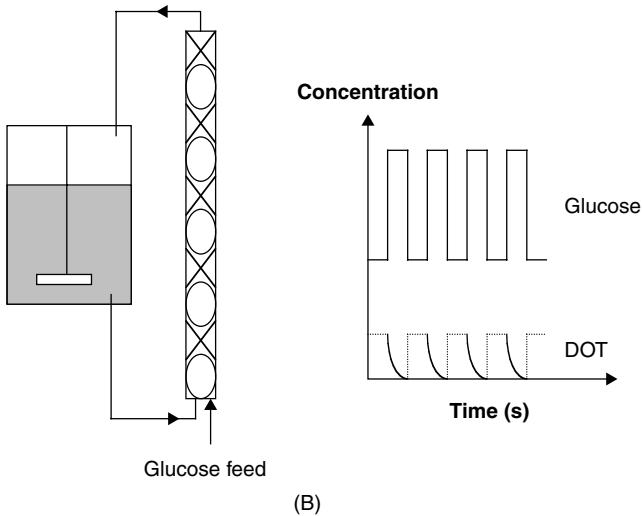 Concentration
Glucose
DOT
Time (s)
Glucose feed
(B)